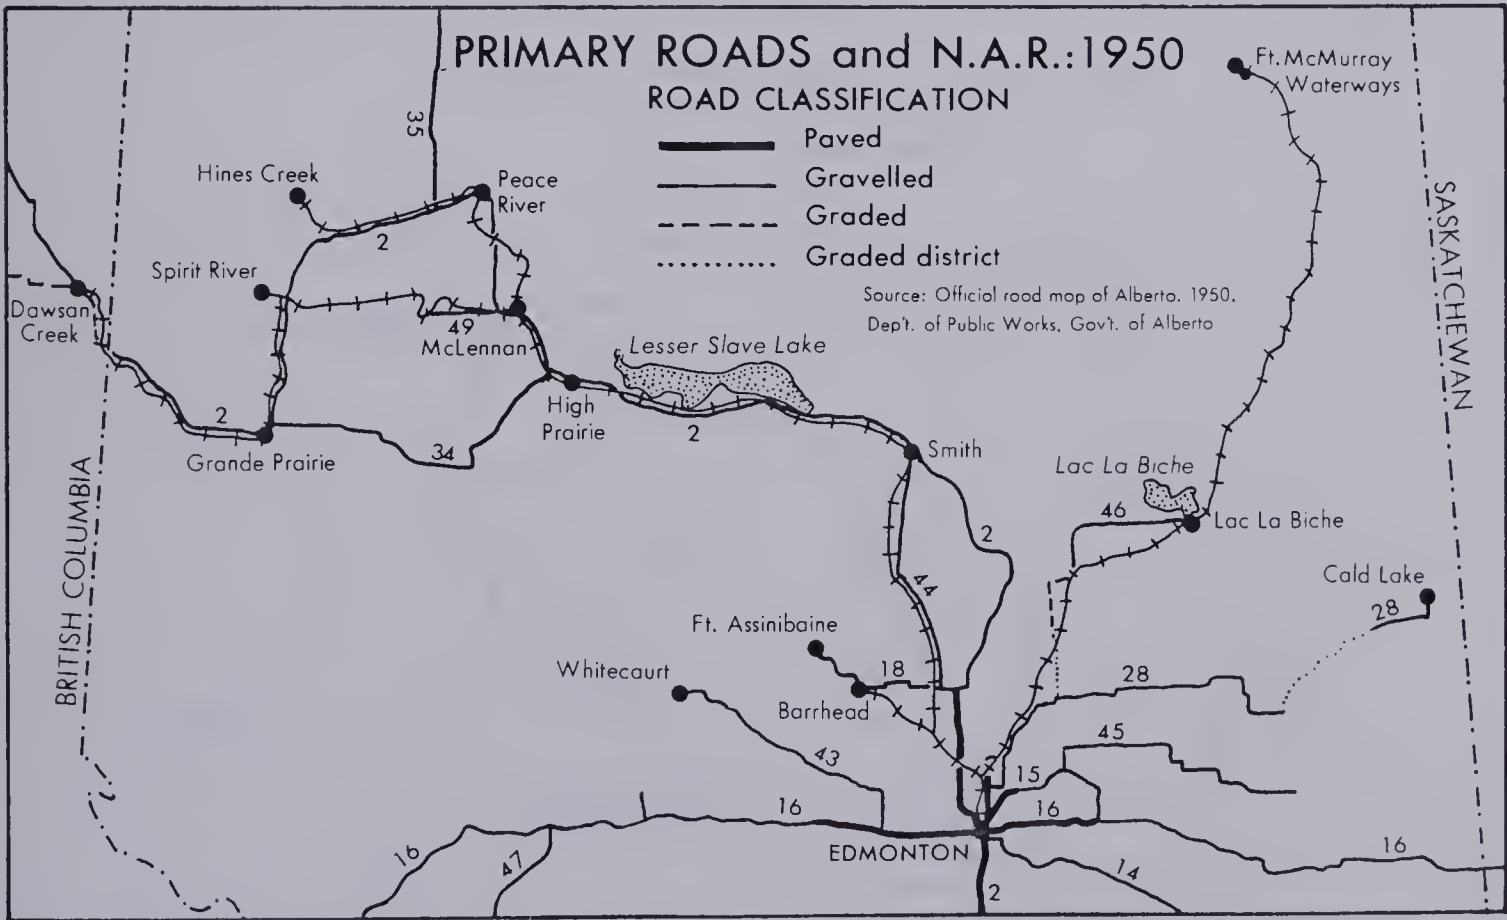 PRIMARY ROADS and N.A.R.:1950
ROAD CLASSIFICATION
Paved
Gravelled
Graded
Graded district
Source: Official road map of Alberta. 1950,
Dep't. of Public Works, Gov't. of Alberta
Ft. McMurray
Waterways
35
Hines Creek
Peace
River
2
Spirit River
Dawsan
Creek
49
McLennan
Lesser Slave Lake
SASKATCHEWAN
2
High
Prairie
2
34
Grande Prairie
Smith
Lac La Biche
46
Lac La Biche
2
BRITISH COLUMBIA
44
Cald Lake
28
Ft. Assinibaine
Whitecourt
18
28
Barrhead
43
45
2
15
16
16
EDMONTON
16
16
47
14
2